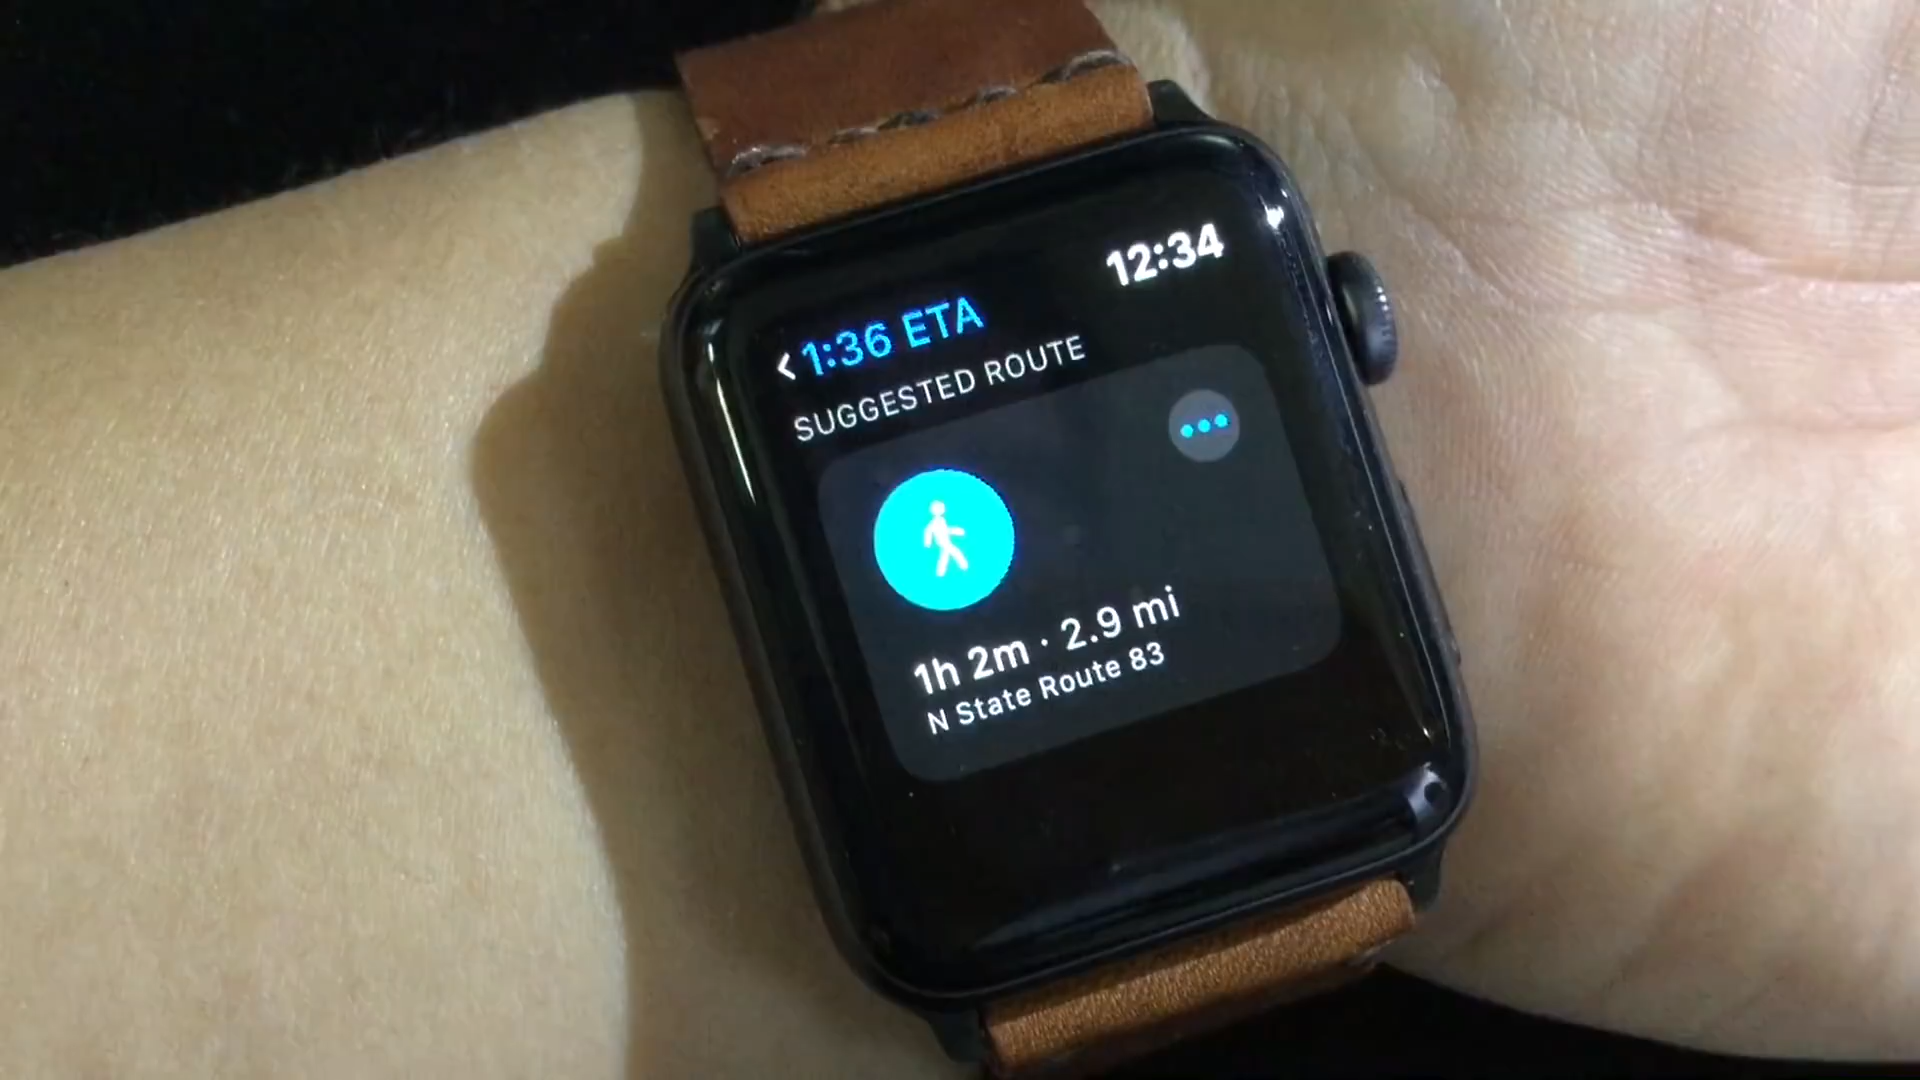 12:34
1:36 ETA
SUGGESTED ROUTE
1h 2m · 2.9 mi
N State Route 83